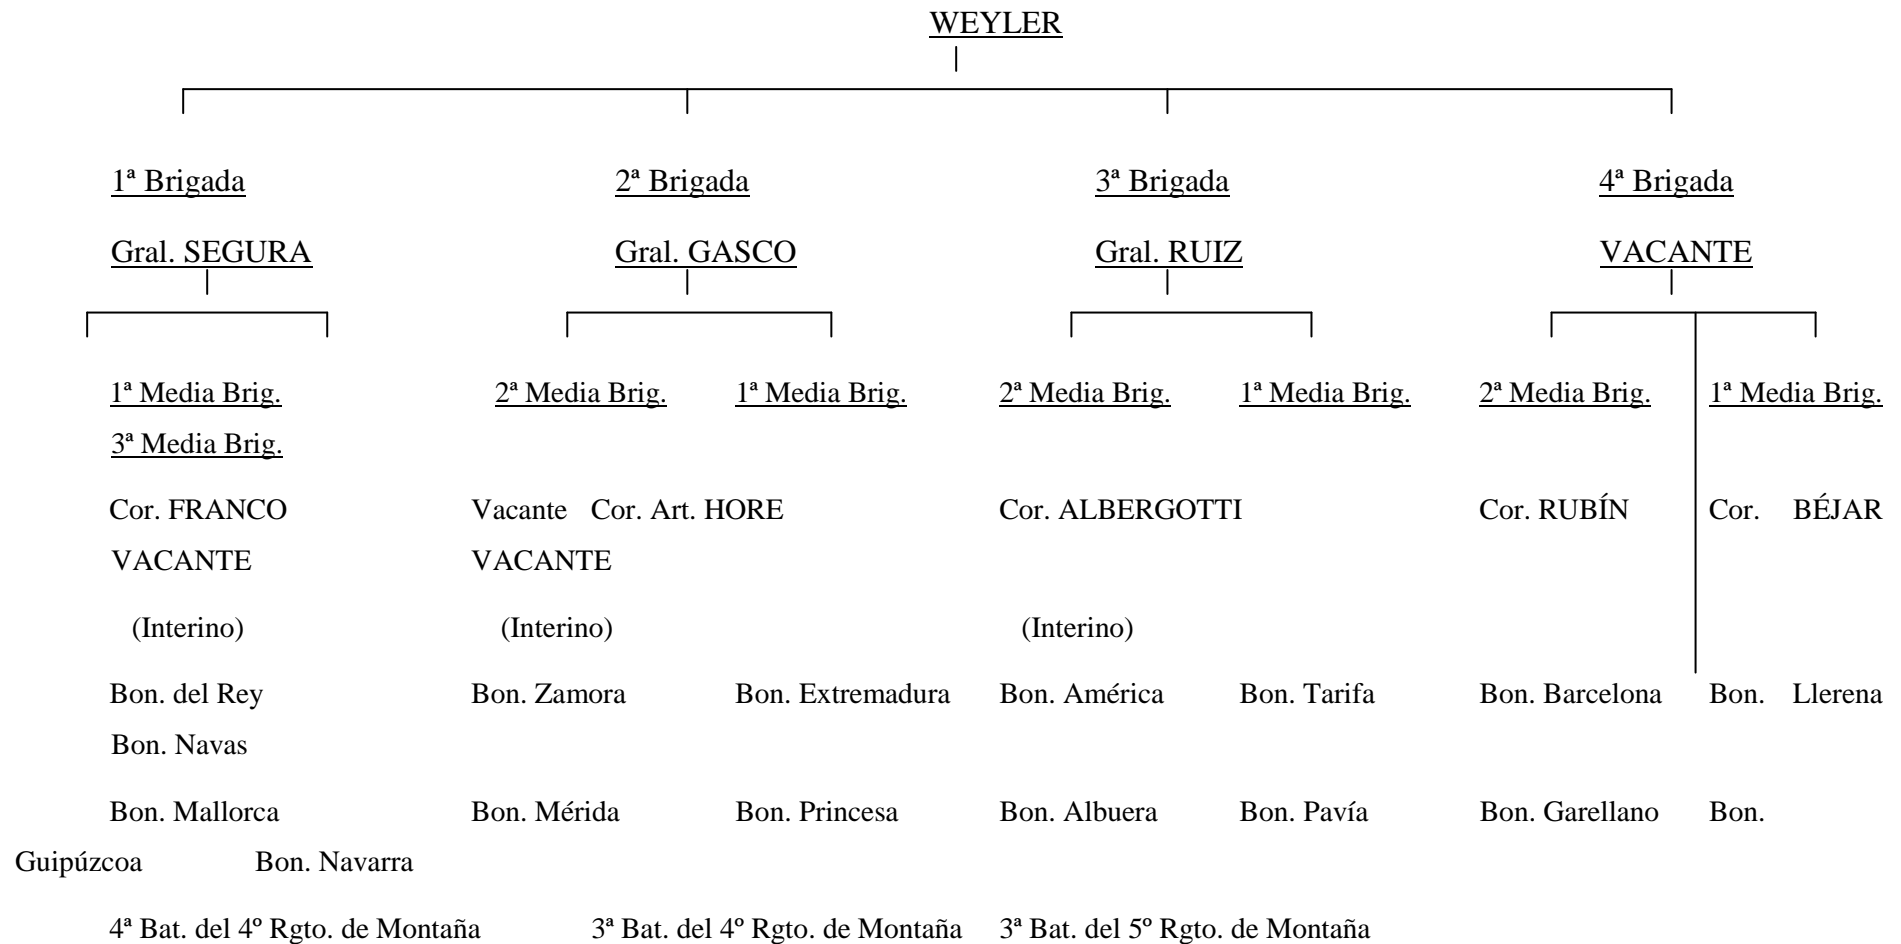 WEYLER
1ª Brigada 2ª Brigada 3ª Brigada 4ª Brigada
Gral. SEGURA Gral. GASCO Gral. RUIZ VACANTE
1ª Media Brig. 2ª Media Brig. 1ª Media Brig. 2ª Media Brig. 1ª Media Brig. 2ª Media Brig. 1ª Media Brig.
3ª Media Brig.
Cor. FRANCO Vacante Cor. Art. HORE Cor. ALBERGOTTI Cor. RUBÍN Cor. BÉJAR
VACANTE VACANTE
(Interino) (Interino) (Interino)
Bon. del Rey Bon. Zamora Bon. Extremadura Bon. América Bon. Tarifa Bon. Barcelona Bon. Llerena
Bon. Navas
Bon. Mallorca Bon. Mérida Bon. Princesa Bon. Albuera Bon. Pavía Bon. Garellano Bon.
Guipúzcoa Bon. Navarra
4ª Bat. del 4º Rgto. de Montaña 3ª Bat. del 4º Rgto. de Montaña 3ª Bat. del 5º Rgto. de Montaña